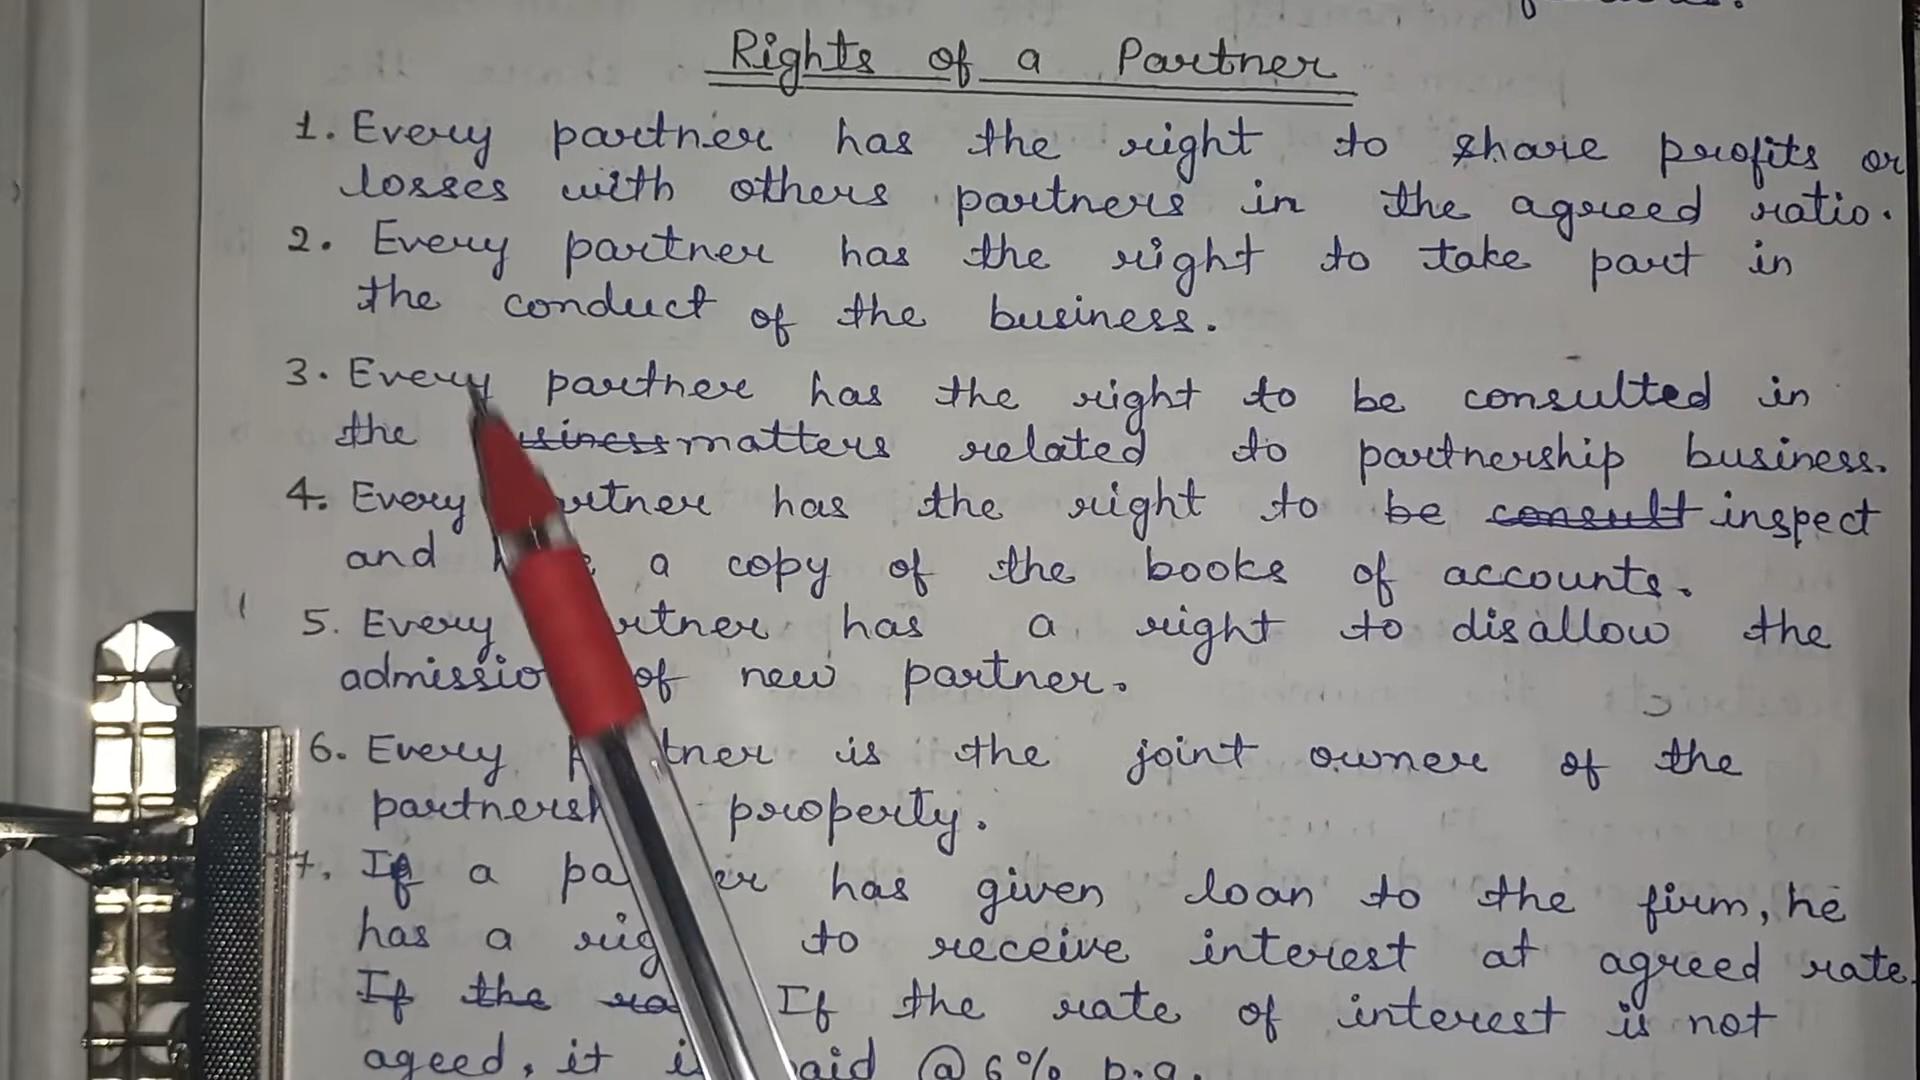 Rights of a Partner
1. Every partner has the right to share profits or
losses with others partners in the agreed ratio.
2. Every partner has the right to take part in
the conduct of the business.
3. Every partner has the right to be consulted in
the matters related to partnership business.
4. Every has the right to be consult inspect
and a copy of the books of accounts.
5. Every has a right to disallow the
admission of new partner.
6. Every is the joint owner of the
property.
7. If a has given loan to the firm, he
has a to receive interest at agreed rate.
If the If the rate of interest is not
ageed, it @ 6% p.a.